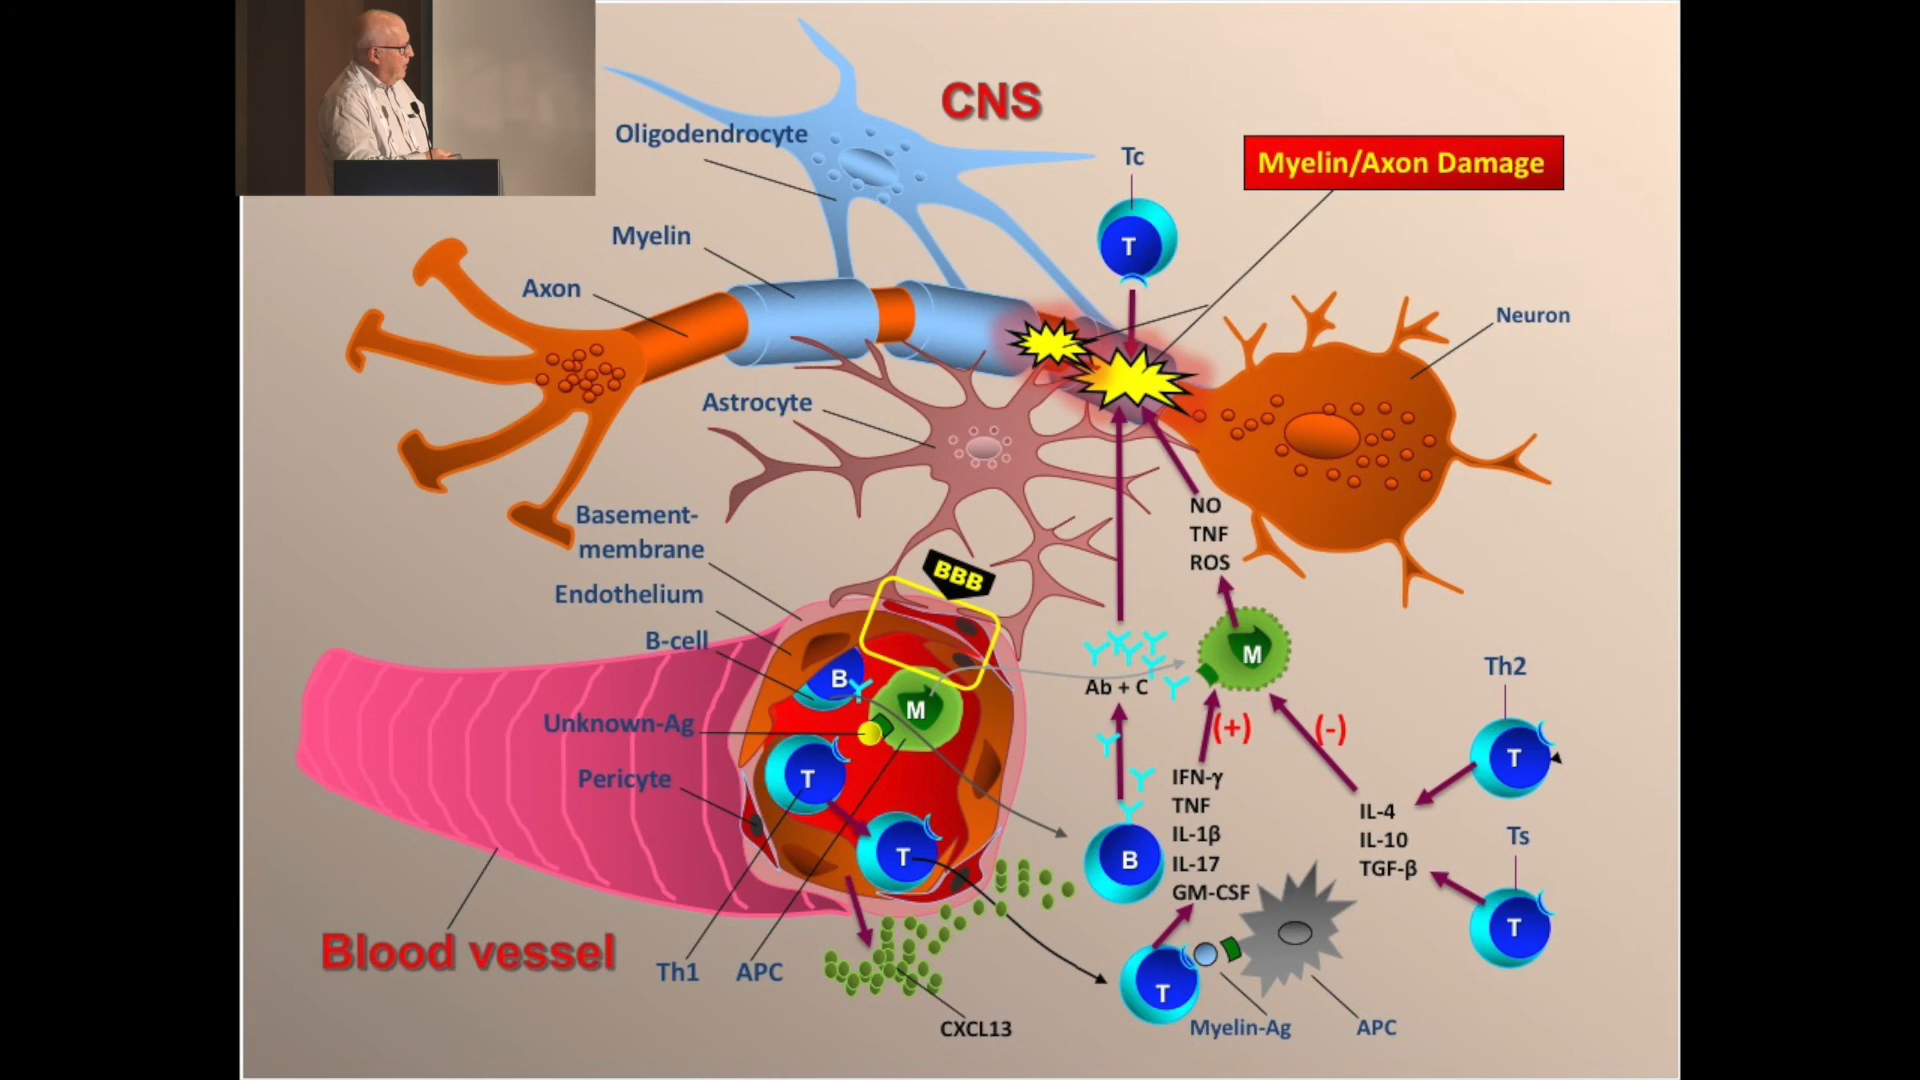 CNS
Oligodendrocyte
Tc
Myelin/Axon Damage
T
Myelin
Axon
Neuron
Astrocyte
NO
TNF
ROS
Basement-
membrane
BBB
Endothelium
B-cell
B
M
M
Ab + C
Th2
Unknown-Ag
(+)
(-)
T
Pericyte
T
IFN-γ
TNF
IL-1β
IL-17
GM-CSF
IL-4
IL-10
TGF-β
Ts
T
B
T
Blood vessel
Th1
APC
T
CXCL13
Myelin-Ag
APC